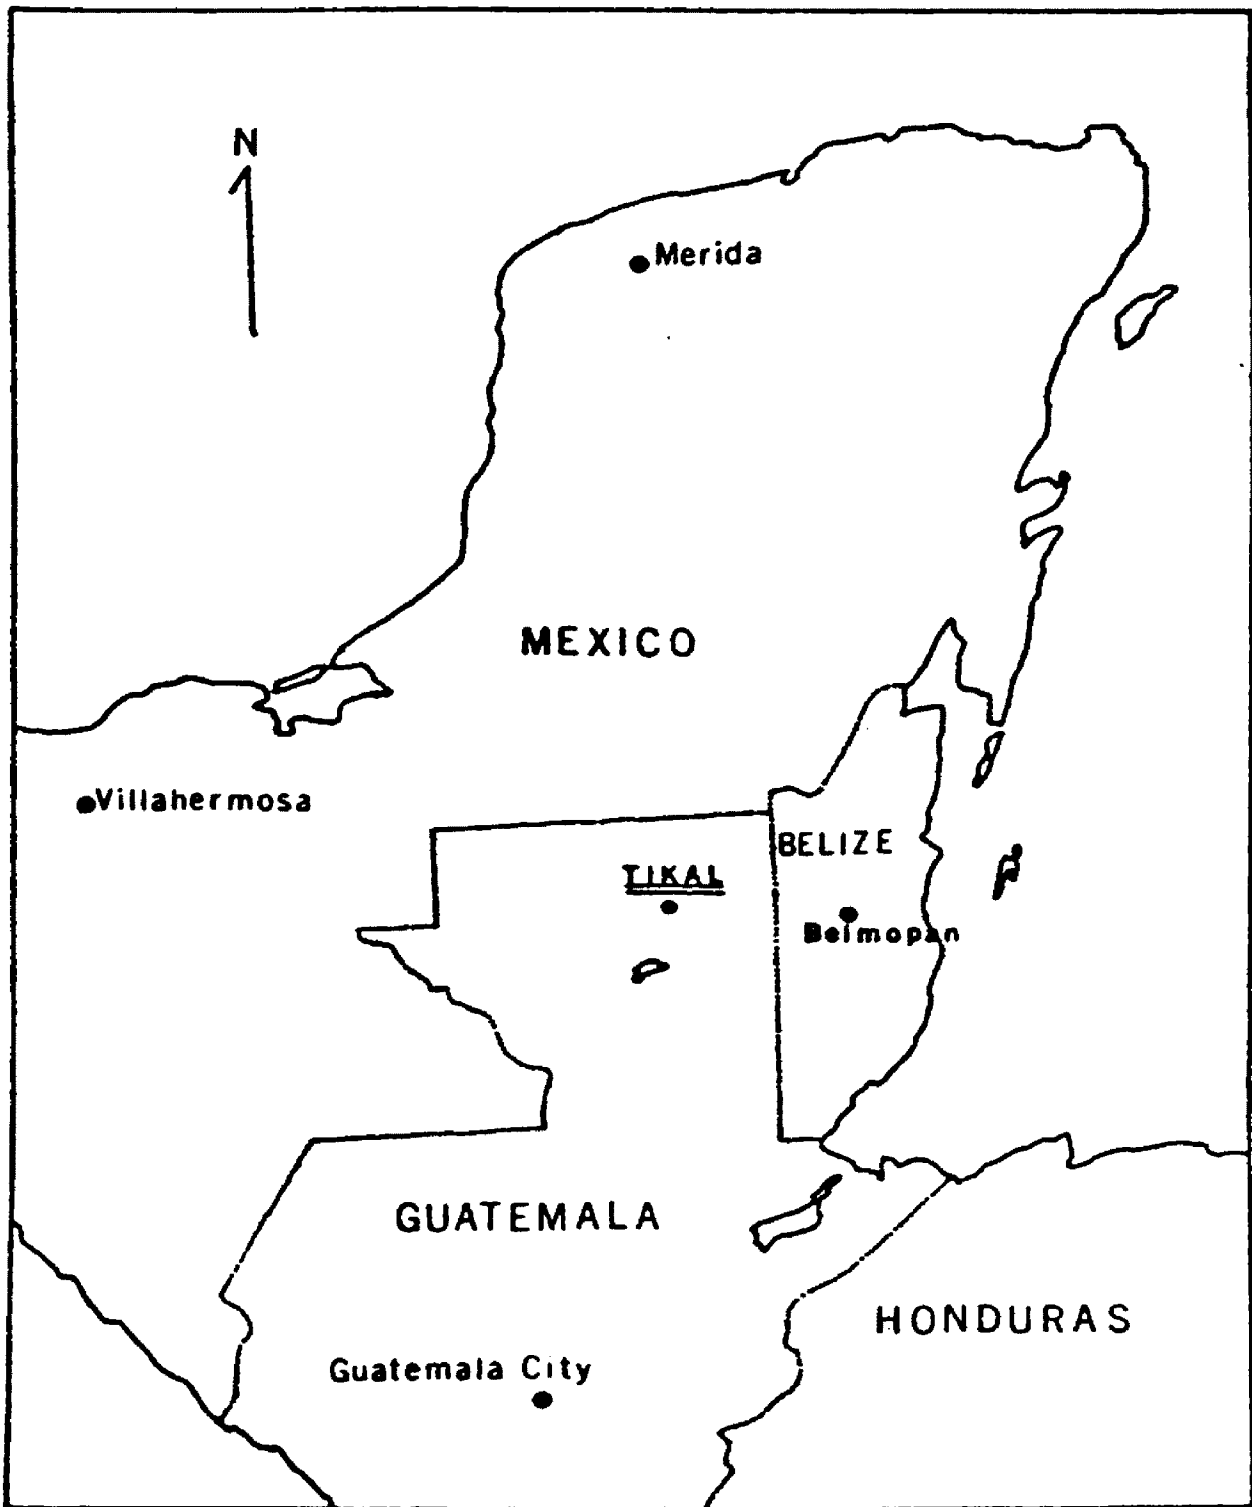 N
Merida
MEXICO
Villahermosa
BELIZE
TIKAL
Belmopan
GUATEMALA
HONDURAS
Guatemala City